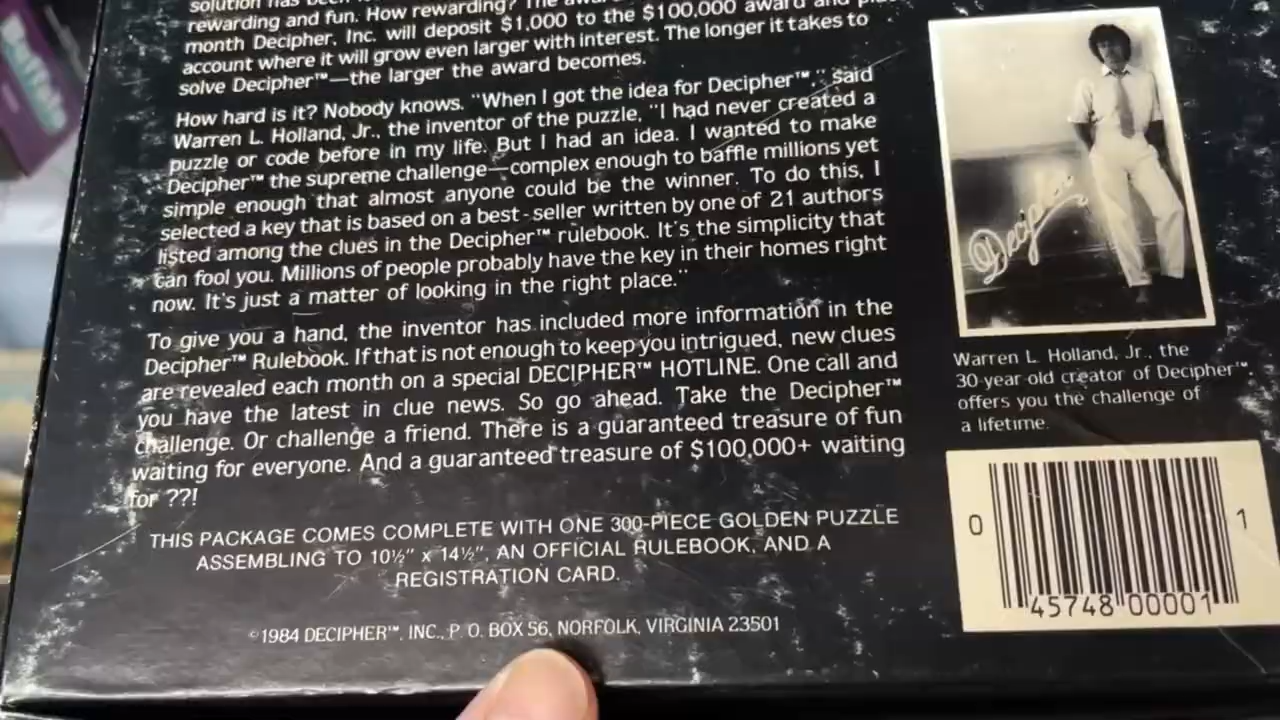 solution has been
rewarding and fun. How rewarding? The
month Decipher, Inc. will deposit $1,000 to the $100,000 award and
account where it will grow even larger with interest. The longer it takes to
solve Decipher™—the larger the award becomes.
How hard is it? Nobody knows. "When I got the idea for Decipher™," said
Warren L. Holland, Jr., the inventor of the puzzle, "I had never created a
puzzle or code before in my life. But I had an idea. I wanted to make
Decipher™ the supreme challenge—complex enough to baffle millions yet
simple enough that almost anyone could be the winner. To do this, I
selected a key that is based on a best-seller written by one of 21 authors
listed among the clues in the Decipher™ rulebook. It's the simplicity that
can fool you. Millions of people probably have the key in their homes right
now. It's just a matter of looking in the right place."
To give you a hand, the inventor has included more information in the
Decipher™ Rulebook. If that is not enough to keep you intrigued, new clues
are revealed each month on a special DECIPHER™ HOTLINE. One call and
you have the latest in clue news. So go ahead. Take the Decipher™
challenge. Or challenge a friend. There is a guaranteed treasure of fun
waiting for everyone. And a guaranteed treasure of $100,000+ waiting
for ??!
THIS PACKAGE COMES COMPLETE WITH ONE 300-PIECE GOLDEN PUZZLE
ASSEMBLING TO 10½" x 14½", AN OFFICIAL RULEBOOK, AND A
REGISTRATION CARD.
©1984 DECIPHER™, INC., P. O. BOX 56, NORFOLK, VIRGINIA 23501
Decipher
Warren L. Holland, Jr., the
30-year-old creator of Decipher™,
offers you the challenge of
a lifetime.
0 45748 00001 1